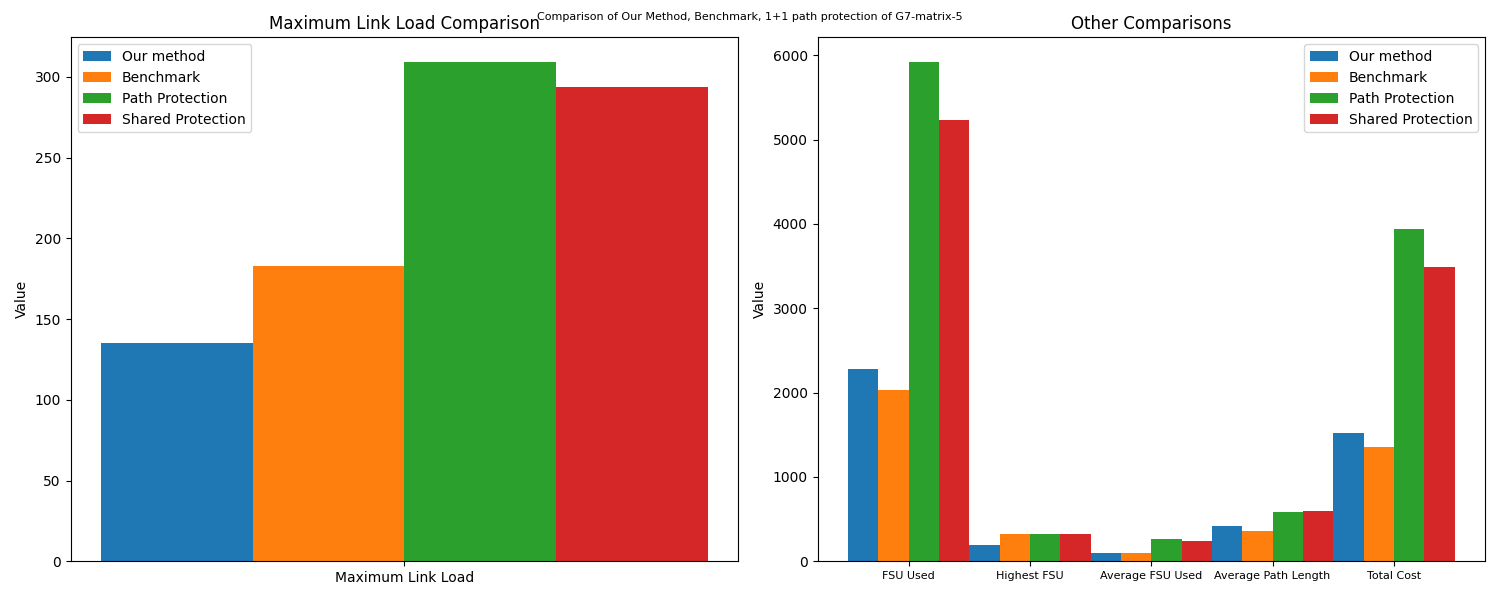 Comparison of Our Method, Benchmark, 1+1 path protection of G7-matrix-5
Maximum Link Load Comparison
Our method
Benchmark
Path Protection
Shared Protection
Value
300
250
200
150
100
50
0
Maximum Link Load
Other Comparisons
Our method
Benchmark
Path Protection
Shared Protection
Value
6000
5000
4000
3000
2000
1000
0
FSU Used
Highest FSU
Average FSU Used
Average Path Length
Total Cost